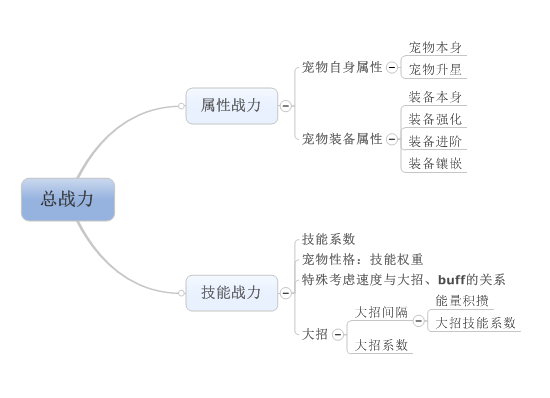 总战力
属性战力
宠物自身属性
宠物本身
宠物升星
宠物装备属性
装备本身
装备强化
装备进阶
装备镶嵌
技能战力
技能系数
宠物性格：技能权重
特殊考虑速度与大招、buff的关系
大招
大招间隔
能量积攒
大招技能系数
大招系数